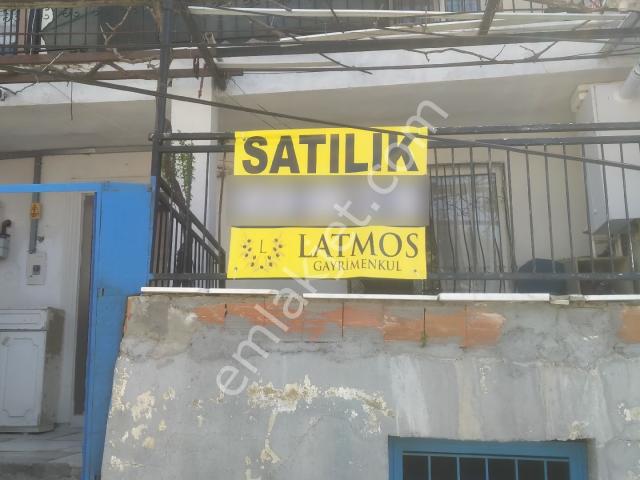 SATILIK
L
LATMOS
GAYRİMENKUL
emlakjet.com